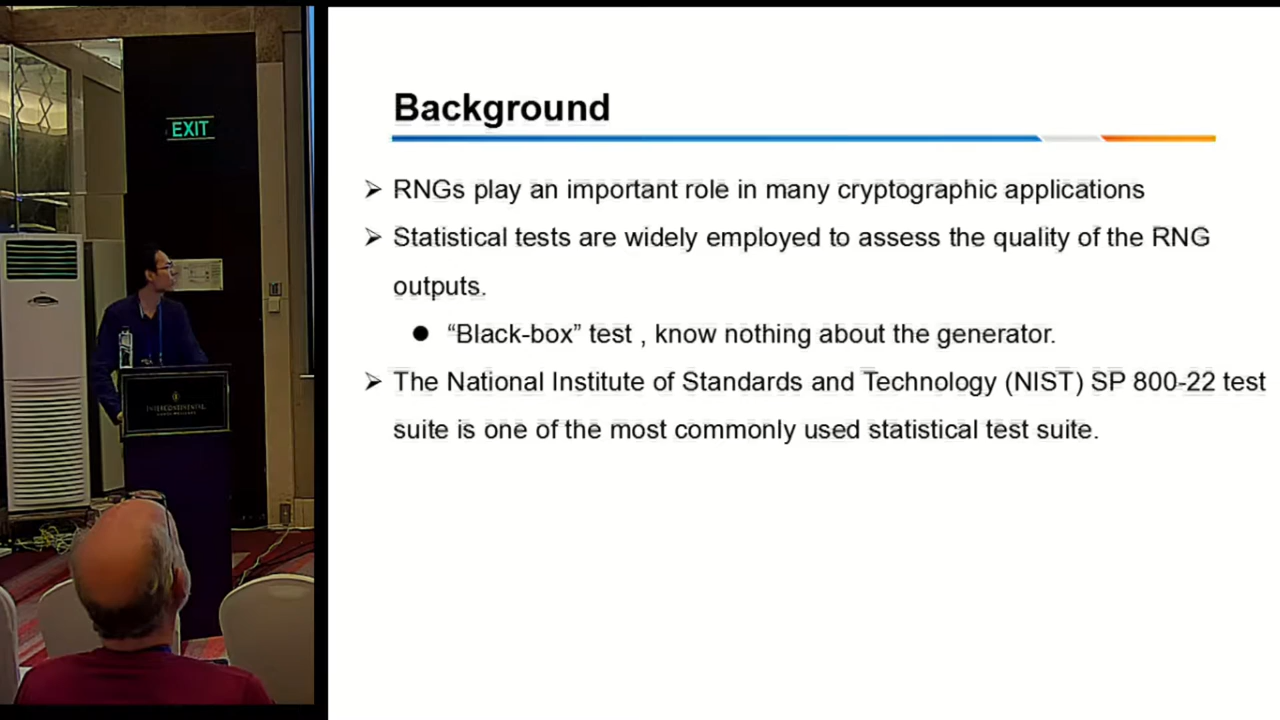 EXIT
INTERCONTINENTAL
Background
➢ RNGs play an important role in many cryptographic applications
➢ Statistical tests are widely employed to assess the quality of the RNG
outputs.
● “Black-box” test , know nothing about the generator.
➢ The National Institute of Standards and Technology (NIST) SP 800-22 test
suite is one of the most commonly used statistical test suite.